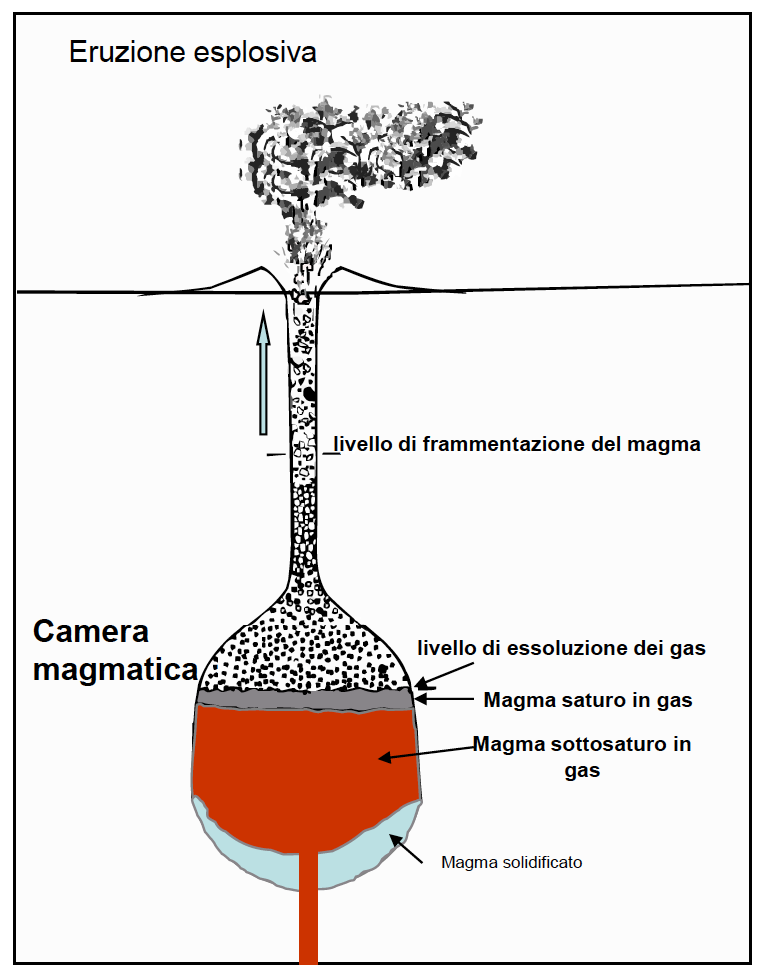 Eruzione esplosiva
livello di frammentazione del magma
Camera
magmatica
livello di essoluzione dei gas
Magma saturo in gas
Magma sottosaturo in
gas
Magma solidificato